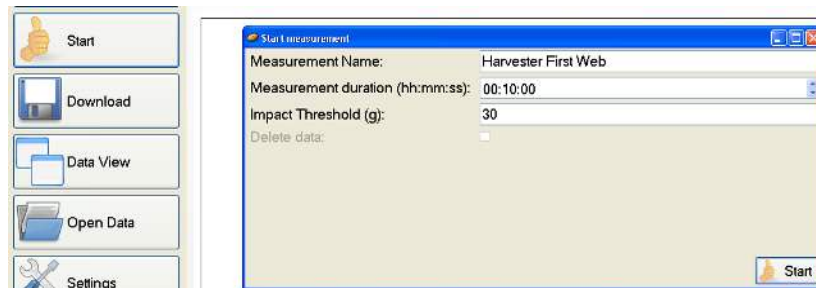 Start
Download
Data View
Open Data
Settings
Start measurement
Measurement Name: Harvester First Web
Measurement duration (hh:mm:ss): 00:10:00
Impact Threshold (g): 30
Delete data:
Start